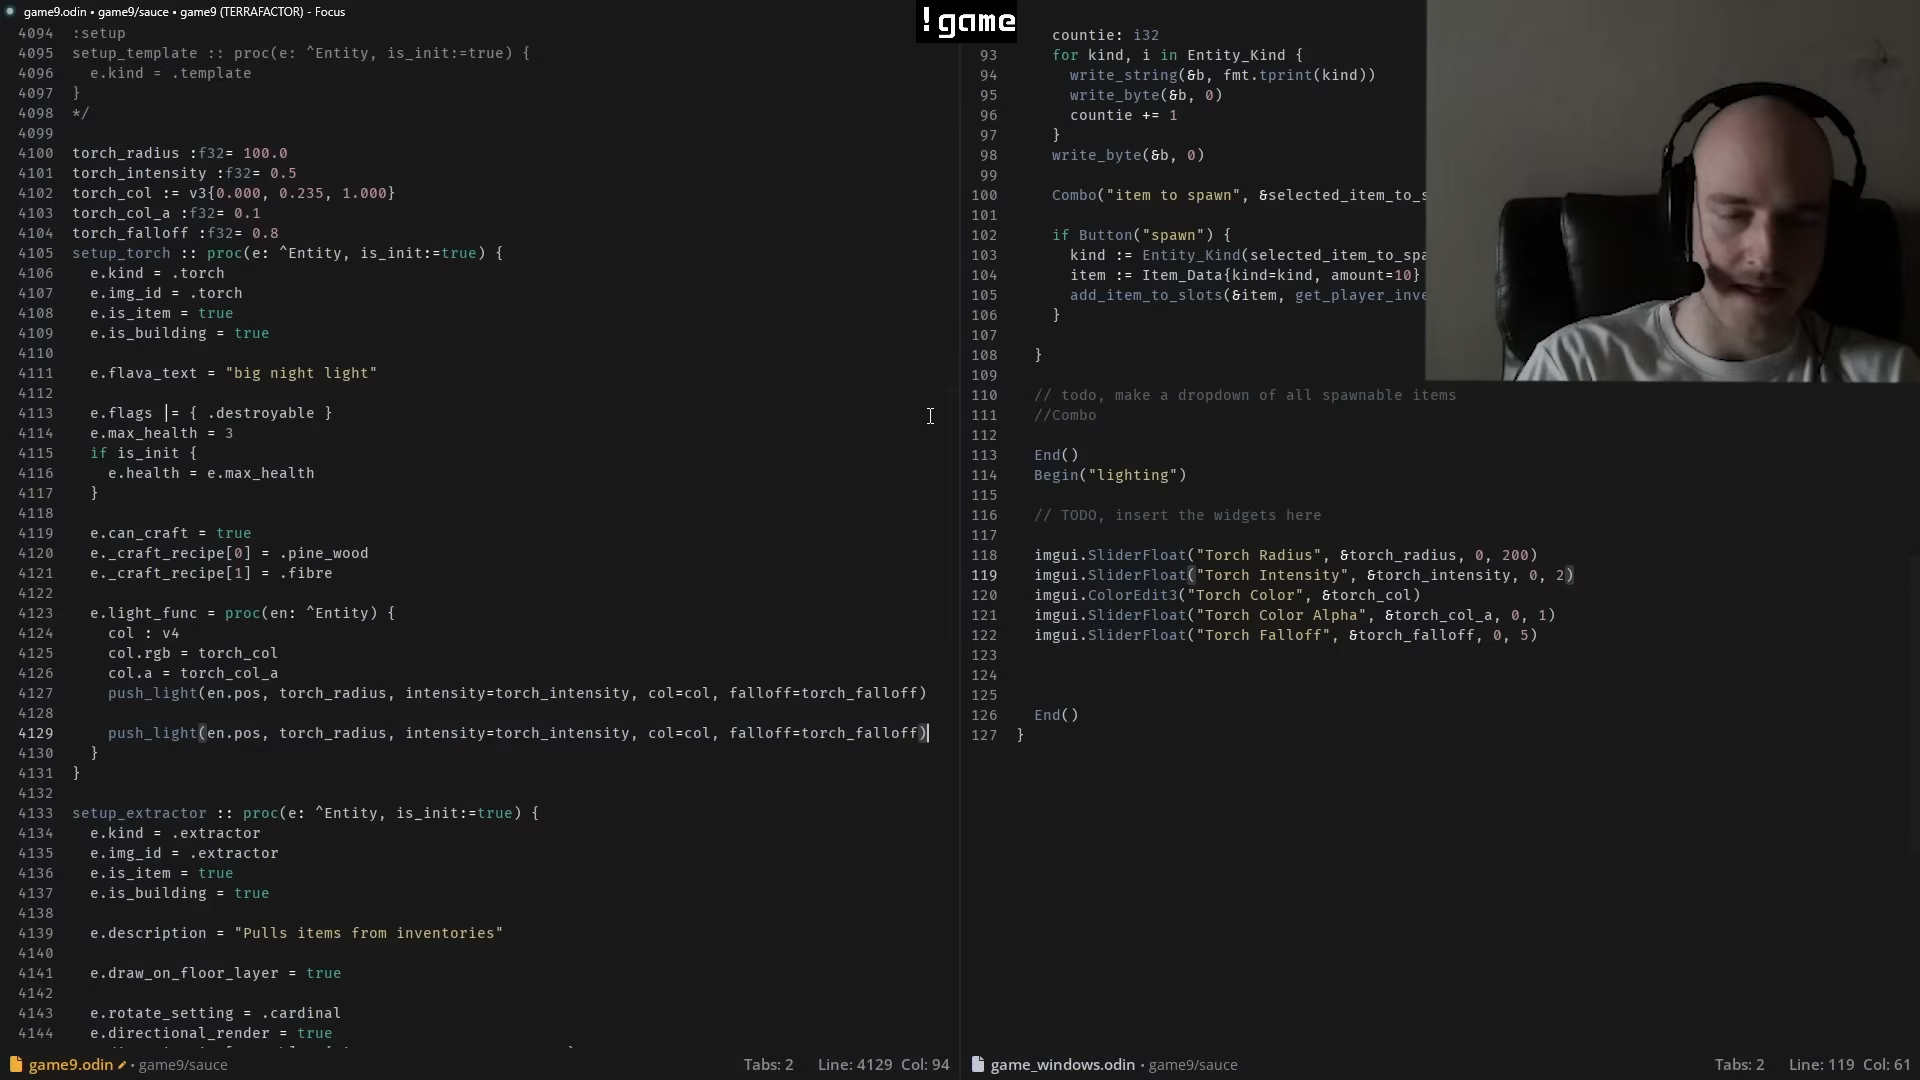 game9.odin • game9/sauce • game9 (TERRAFACTOR) - Focus
!game
4094 :setup
4095 setup_template :: proc(e: ^Entity, is_init:=true) {
4096   e.kind = .template
4097 }
4098 */
4099
4100 torch_radius :f32= 100.0
4101 torch_intensity :f32= 0.5
4102 torch_col := v3{0.000, 0.235, 1.000}
4103 torch_col_a :f32= 0.1
4104 torch_falloff :f32= 0.8
4105 setup_torch :: proc(e: ^Entity, is_init:=true) {
4106   e.kind = .torch
4107   e.img_id = .torch
4108   e.is_item = true
4109   e.is_building = true
4110
4111   e.flava_text = "big night light"
4112
4113   e.flags |= { .destroyable }
4114   e.max_health = 3
4115   if is_init {
4116     e.health = e.max_health
4117   }
4118
4119   e.can_craft = true
4120   e._craft_recipe[0] = .pine_wood
4121   e._craft_recipe[1] = .fibre
4122
4123   e.light_func = proc(en: ^Entity) {
4124     col : v4
4125     col.rgb = torch_col
4126     col.a = torch_col_a
4127     push_light(en.pos, torch_radius, intensity=torch_intensity, col=col, falloff=torch_falloff)
4128
4129     push_light(en.pos, torch_radius, intensity=torch_intensity, col=col, falloff=torch_falloff)
4130   }
4131 }
4132
4133 setup_extractor :: proc(e: ^Entity, is_init:=true) {
4134   e.kind = .extractor
4135   e.img_id = .extractor
4136   e.is_item = true
4137   e.is_building = true
4138
4139   e.description = "Pulls items from inventories"
4140
4141   e.draw_on_floor_layer = true
4142
4143   e.rotate_setting = .cardinal
4144   e.directional_render = true
game9.odin • game9/sauce Tabs: 2 Line: 4129 Col: 94
countie: i32
93 for kind, i in Entity_Kind {
94   write_string(&b, fmt.tprint(kind))
95   write_byte(&b, 0)
96   countie += 1
97 }
98 write_byte(&b, 0)
99
100 Combo("item to spawn", &selected_item_to_s
101
102 if Button("spawn") {
103   kind := Entity_Kind(selected_item_to_spa
104   item := Item_Data{kind=kind, amount=10}
105   add_item_to_slots(&item, get_player_inve
106 }
107
108 }
109
110 // todo, make a dropdown of all spawnable items
111 //Combo
112
113 End()
114 Begin("lighting")
115
116 // TODO, insert the widgets here
117
118 imgui.SliderFloat("Torch Radius", &torch_radius, 0, 200)
119 imgui.SliderFloat("Torch Intensity", &torch_intensity, 0, 2)
120 imgui.ColorEdit3("Torch Color", &torch_col)
121 imgui.SliderFloat("Torch Color Alpha", &torch_col_a, 0, 1)
122 imgui.SliderFloat("Torch Falloff", &torch_falloff, 0, 5)
123
124
125
126 End()
127 }
game_windows.odin • game9/sauce Tabs: 2 Line: 119 Col: 61